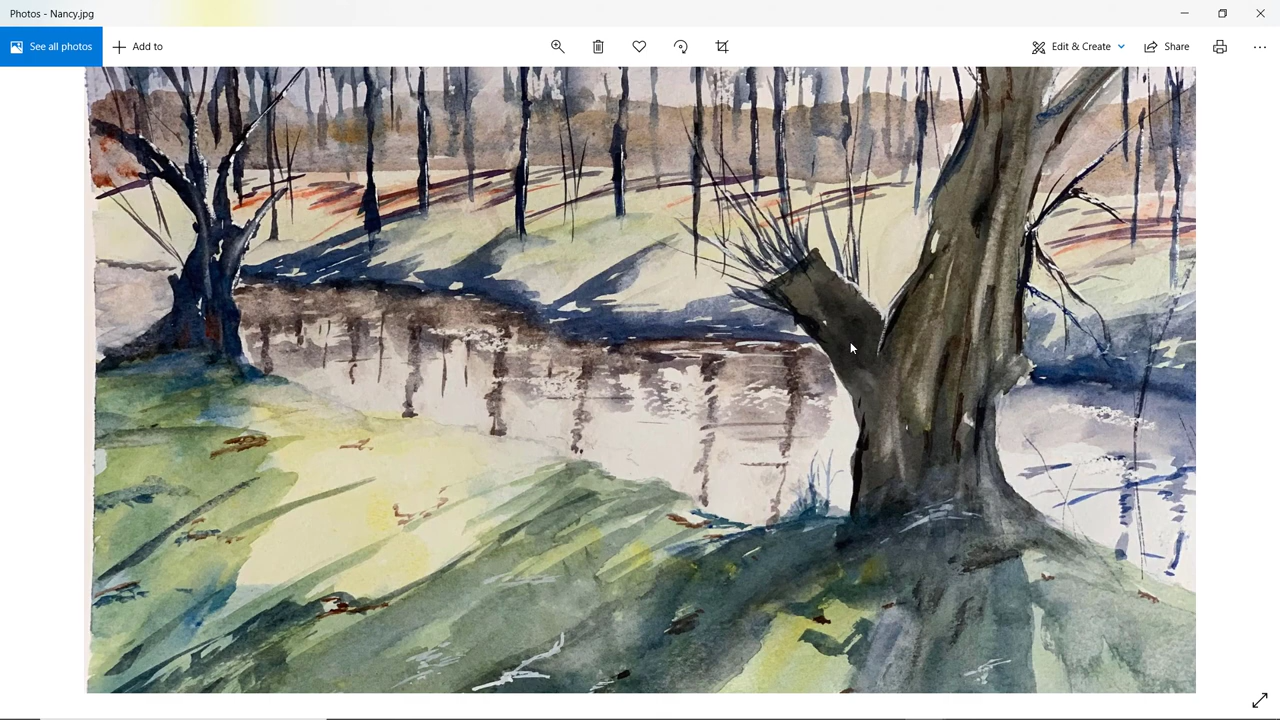 Photos - Nancy.jpg
See all photos
Add to
Edit & Create
Share